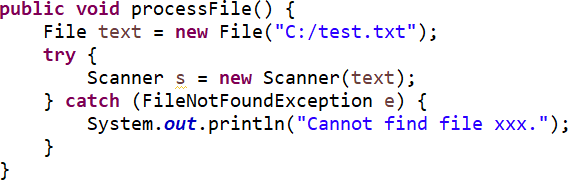 public void processFile() {
    File text = new File("C:/test.txt");
    try {
        Scanner s = new Scanner(text);
    } catch (FileNotFoundException e) {
        System.out.println("Cannot find file xxx.");
    }
}